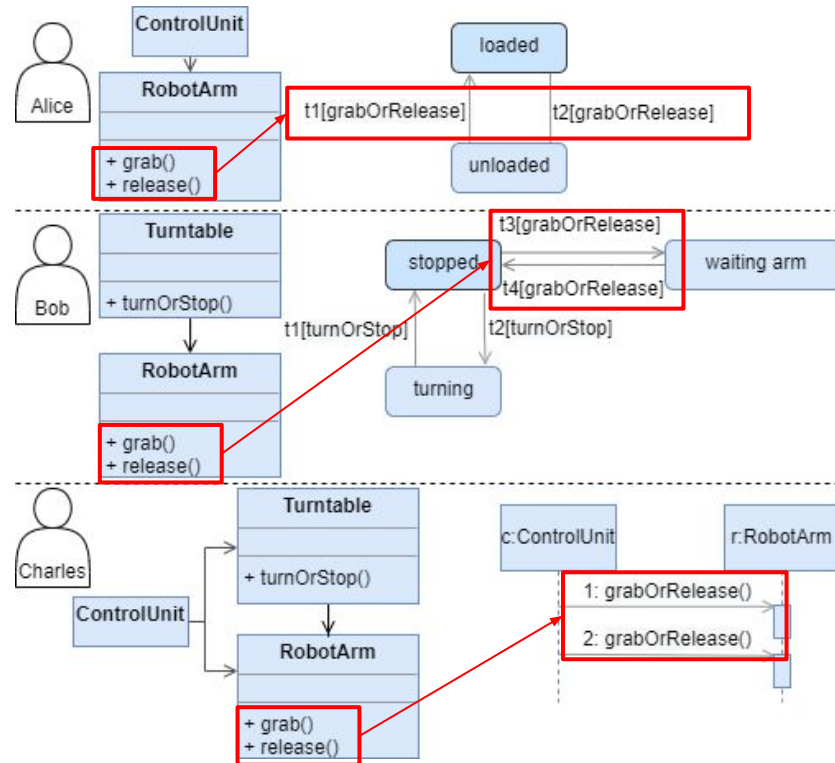 ControlUnit
RobotArm
+ grab()
+ release()
Alice
loaded
t1[grabOrRelease]
t2[grabOrRelease]
unloaded
Turntable
+ turnOrStop()
Bob
RobotArm
+ grab()
+ release()
t3[grabOrRelease]
stopped
waiting arm
t4[grabOrRelease]
t1[turnOrStop]
t2[turnOrStop]
turning
Charles
Turntable
+ turnOrStop()
ControlUnit
RobotArm
+ grab()
+ release()
c:ControlUnit
r:RobotArm
1: grabOrRelease()
2: grabOrRelease()